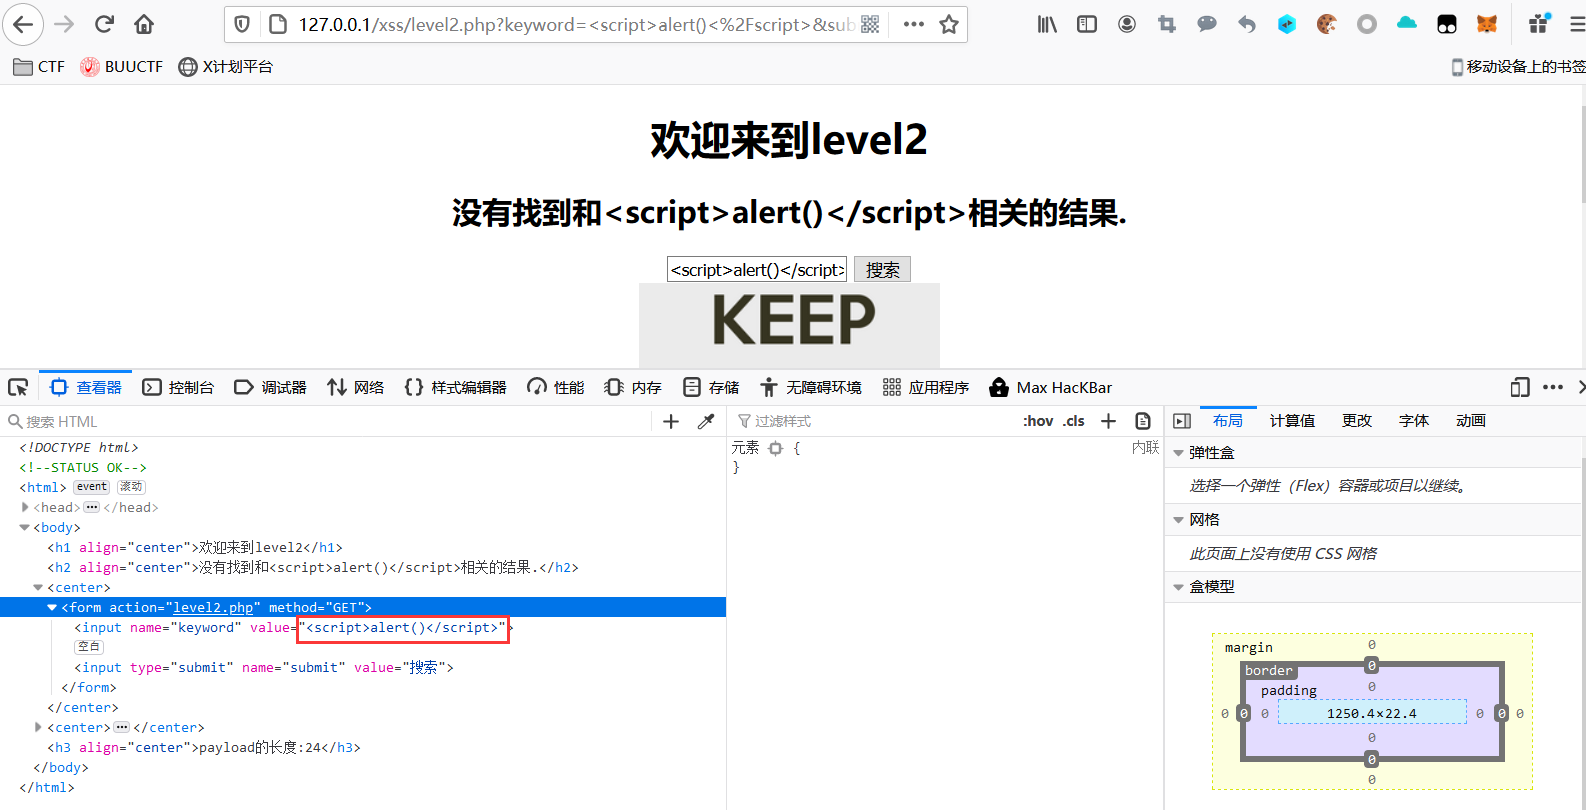 127.0.0.1/xss/level2.php?keyword=<script>alert()<%2Fscript>&sub
CTF BUUCTF X计划平台 移动设备上的书签
欢迎来到level2
没有找到和<script>alert()</script>相关的结果.
<script>alert()</script> 搜索
KEEP
查看器 控制台 调试器 网络 样式编辑器 性能 内存 存储 无障碍环境 应用程序 Max HacKBar
搜索 HTML
过滤样式 :hov .cls
布局 计算值 更改 字体 动画
<!DOCTYPE html>
<!--STATUS OK-->
<html> event 滚动
<head> ••• </head>
<body>
<h1 align="center">欢迎来到level2</h1>
<h2 align="center">没有找到和<script>alert()</script>相关的结果.</h2>
<center>
<form action="level2.php" method="GET">
<input name="keyword" value="<script>alert()</script>">
空白
<input type="submit" name="submit" value="搜索">
</form>
</center>
<center> ••• </center>
<h3 align="center">payload的长度:24</h3>
</body>
</html>
元素 { 内联
}
弹性盒
选择一个弹性（Flex）容器或项目以继续。
网格
此页面上没有使用 CSS 网格
盒模型
margin 0
border 0
padding 0
0 0 0 1250.4×22.4 0 0 0
0
0
0